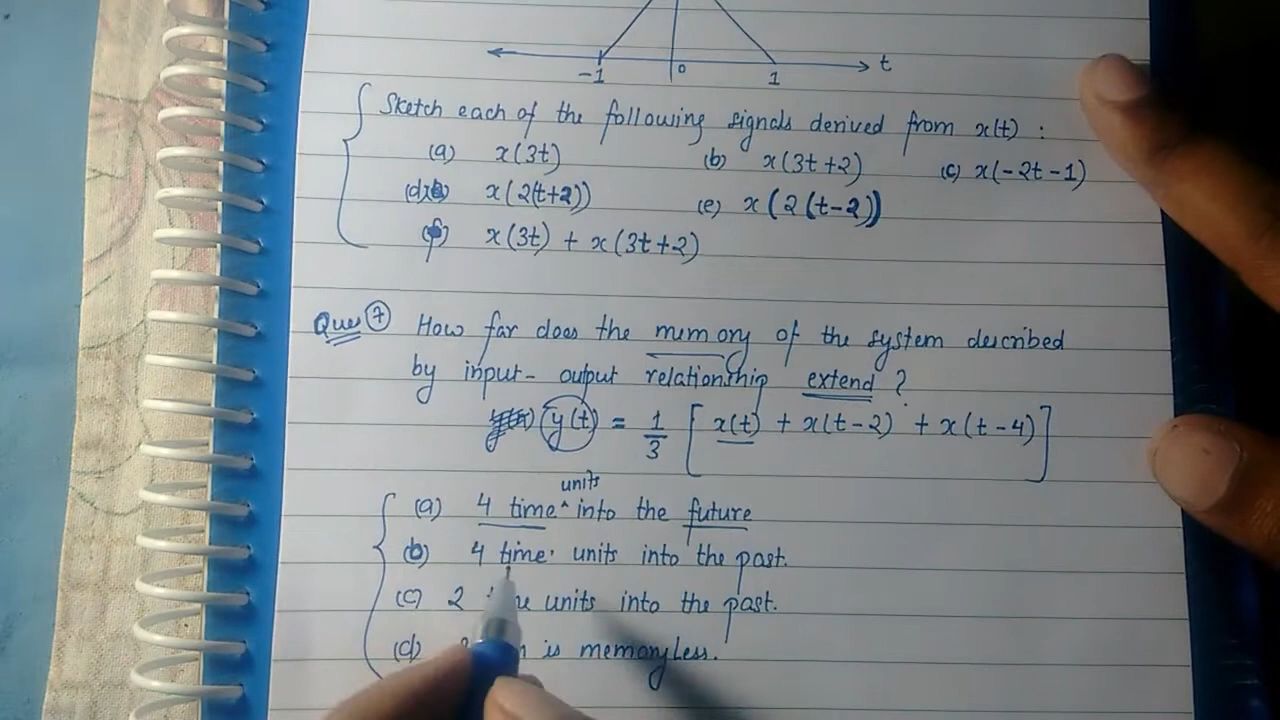 -1 0 1 t
Sketch each of the following signals derived from x(t) :
(a) x(3t) (b) x(3t+2) (c) x(-2t-1)
(d) x(2(t+2)) (e) x(2(t-2))
(f) x(3t) + x(3t+2)
Ques 7 How far does the memory of the system described
by input-output relationship extend ?
y(t) = 1/3 [x(t) + x(t-2) + x(t-4)]
units
(a) 4 time ^ into the future
(b) 4 time units into the past.
(c) 2 units into the past.
(d) is memoryless.